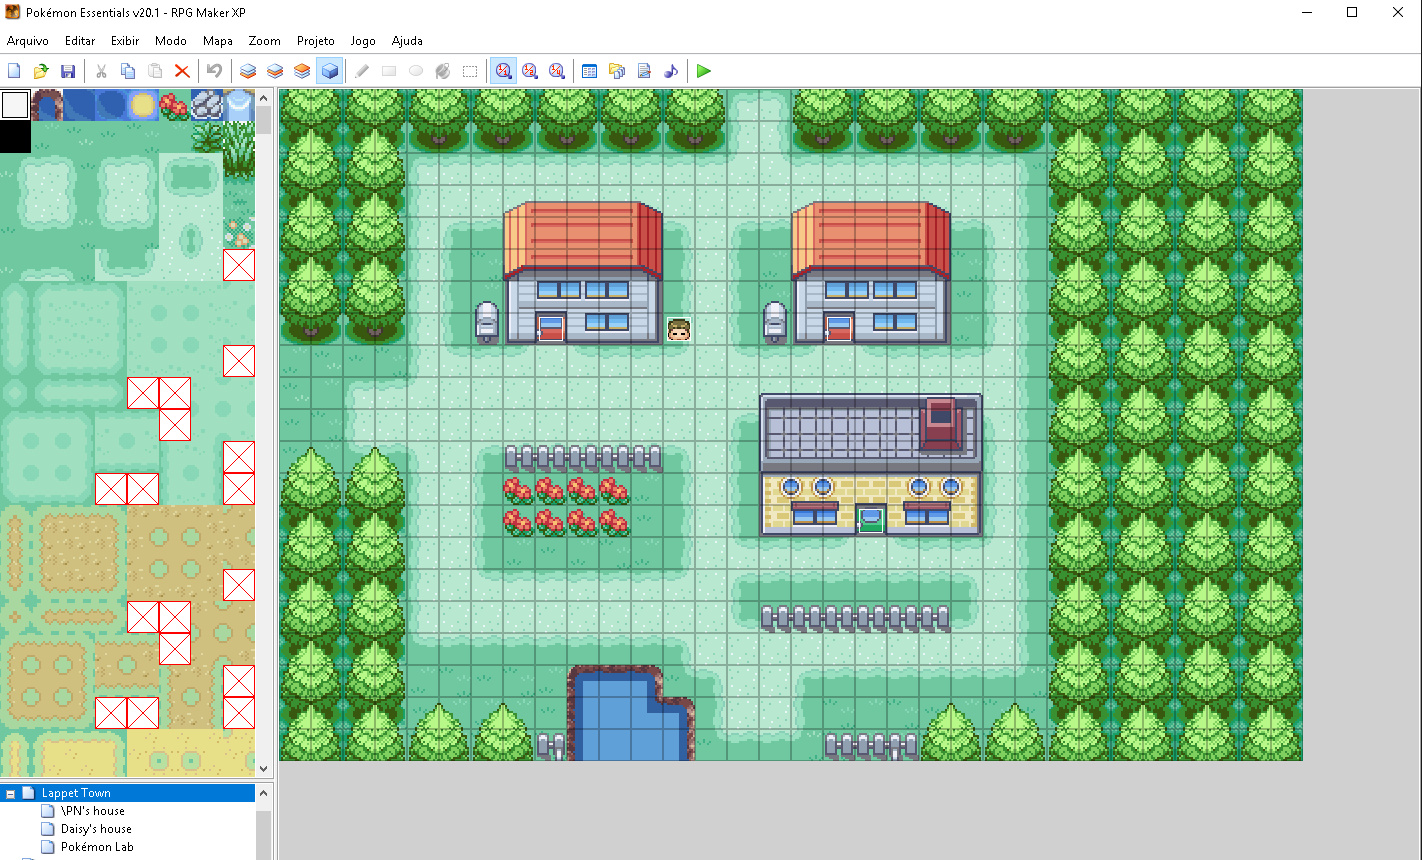 Pokémon Essentials v20.1 - RPG Maker XP
Arquivo Editar Exibir Modo Mapa Zoom Projeto Jogo Ajuda
Lappet Town
\PN's house
Daisy's house
Pokémon Lab